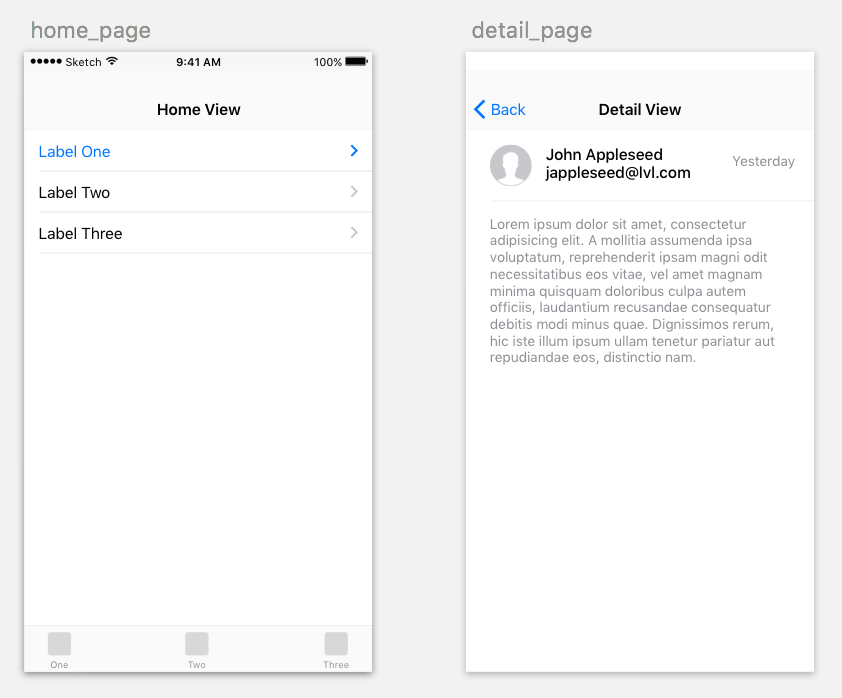 home_page
Sketch 9:41 AM 100%
Home View
Label One
Label Two
Label Three
One Two Three
detail_page
Back Detail View
John Appleseed
jappleseed@lvl.com
Yesterday
Lorem ipsum dolor sit amet, consectetur
adipisicing elit. A mollitia assumenda ipsa
voluptatum, reprehenderit ipsam magni odit
necessitatibus eos vitae, vel amet magnam
minima quisquam doloribus culpa autem
officiis, laudantium recusandae consequatur
debitis modi minus quae. Dignissimos rerum,
hic iste illum ipsum ullam tenetur pariatur aut
repudiandae eos, distinctio nam.